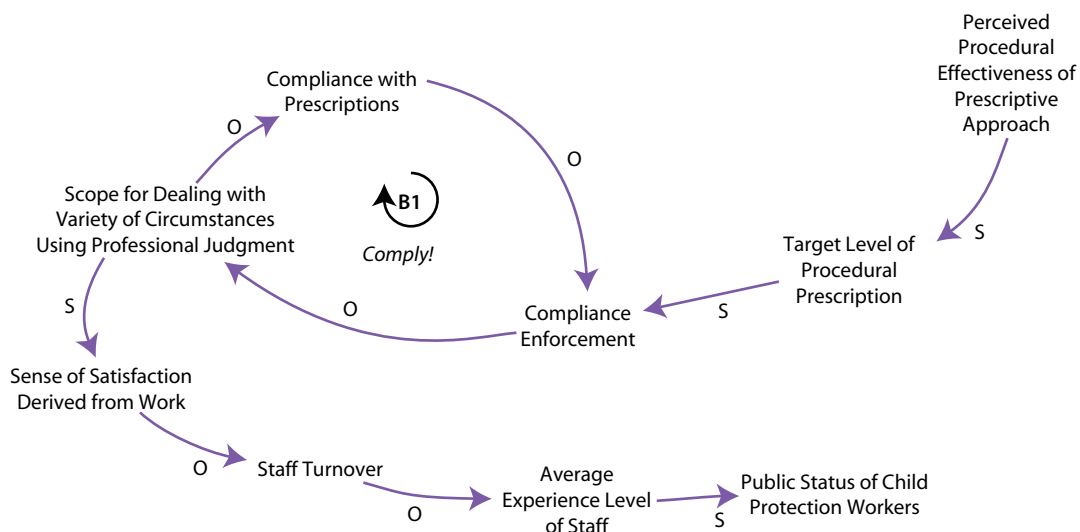 Perceived
Procedural
Effectiveness of
Prescriptive
Approach
Compliance with
Prescriptions
O
O
Scope for Dealing with
Variety of Circumstances
Using Professional Judgment
B1
Comply!
S
Target Level of
Procedural
Prescription
S
O
S
Compliance
Enforcement
Sense of Satisfaction
Derived from Work
O
Staff Turnover
O
Average
Experience Level
of Staff
S
Public Status of Child
Protection Workers